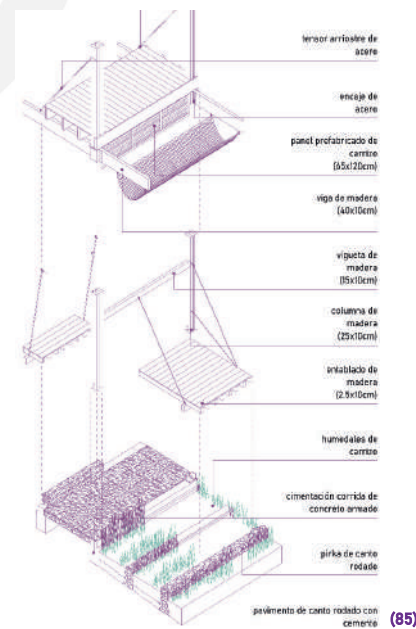 tensor arriostre de
acero
encaje de
acero
panel prefabricado de
carrizo
(65x120cm)
viga de madera
(40x10cm)
vigueta de
madera
(15x10cm)
columna de
madera
(25x10cm)
entablado de
madera
(2.5x10cm)
humedales de
carrizo
cimentación corrida de
concreto armado
pirka de canto
rodado
pavimento de canto rodado con
cemento
(85)